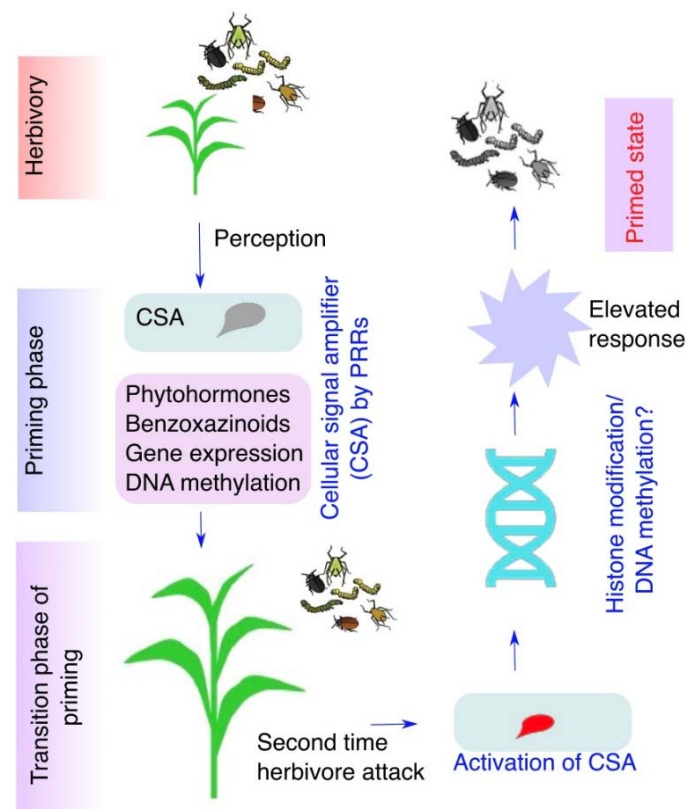 Herbivory
Perception
Priming phase
CSA
Phytohormones
Benzoxazinoids
Gene expression
DNA methylation
Cellular signal amplifier
(CSA) by PRRs
Transition phase of
priming
Second time
herbivore attack
Activation of CSA
Histone modification/
DNA methylation?
Elevated
response
Primed state